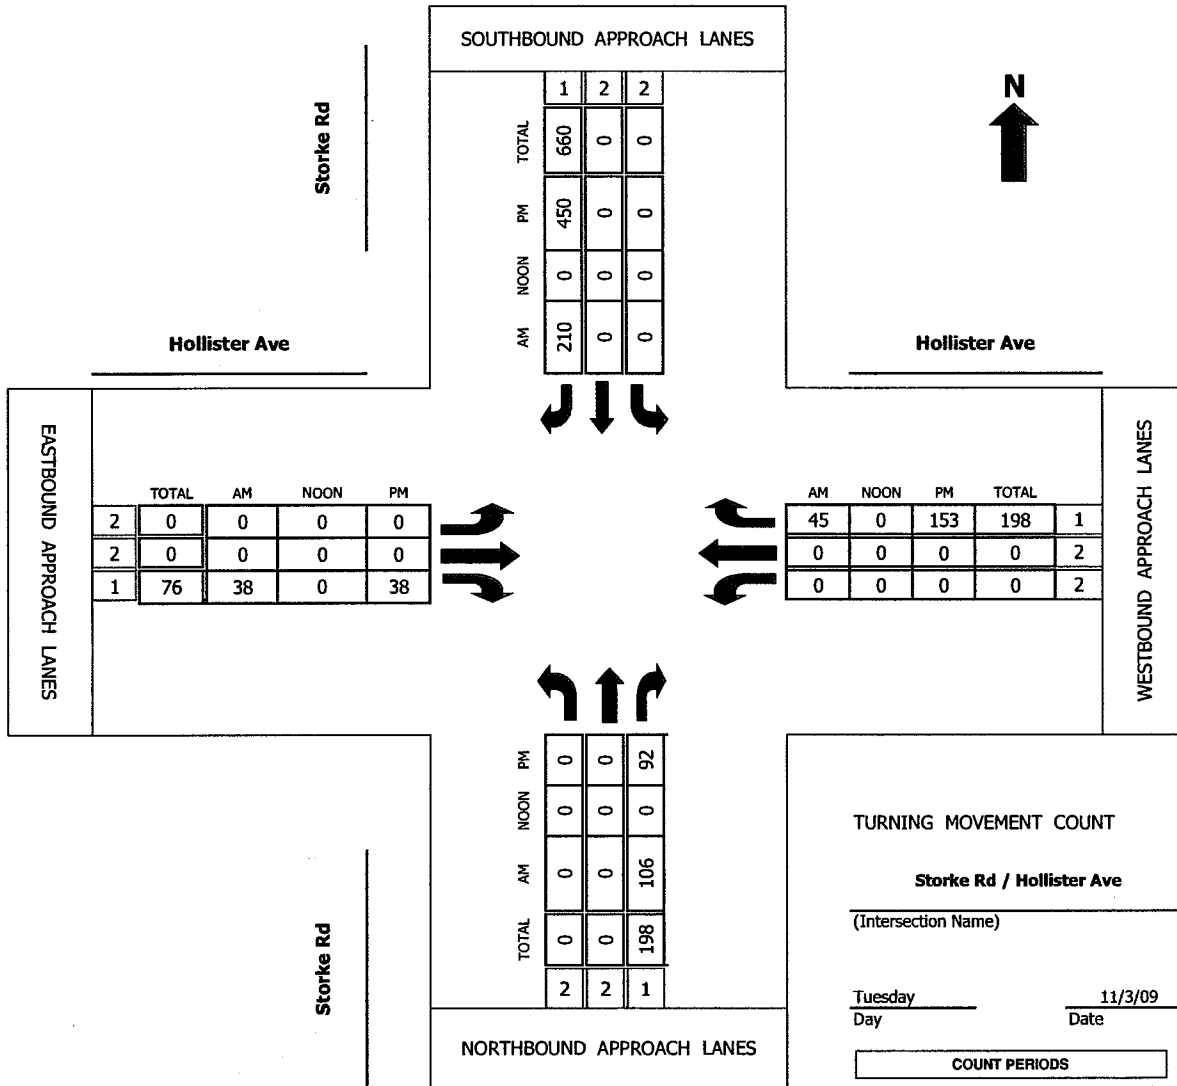 SOUTHBOUND APPROACH LANES
1 2 2
TOTAL 660 0 0
PM 450 0 0
NOON 0 0 0
AM 210 0 0
N
Storke Rd
Hollister Ave
Hollister Ave
EASTBOUND APPROACH LANES
TOTAL AM NOON PM
2 0 0 0 0
2 0 0 0 0
1 76 38 0 38
AM NOON PM TOTAL
45 0 153 198 1
0 0 0 0 2
0 0 0 0 2
WESTBOUND APPROACH LANES
PM 0 0 92
NOON 0 0 0
AM 0 0 106
TOTAL 0 0 198
2 2 1
NORTHBOUND APPROACH LANES
Storke Rd
TURNING MOVEMENT COUNT
Storke Rd / Hollister Ave
(Intersection Name)
Tuesday 11/3/09
Day Date
COUNT PERIODS